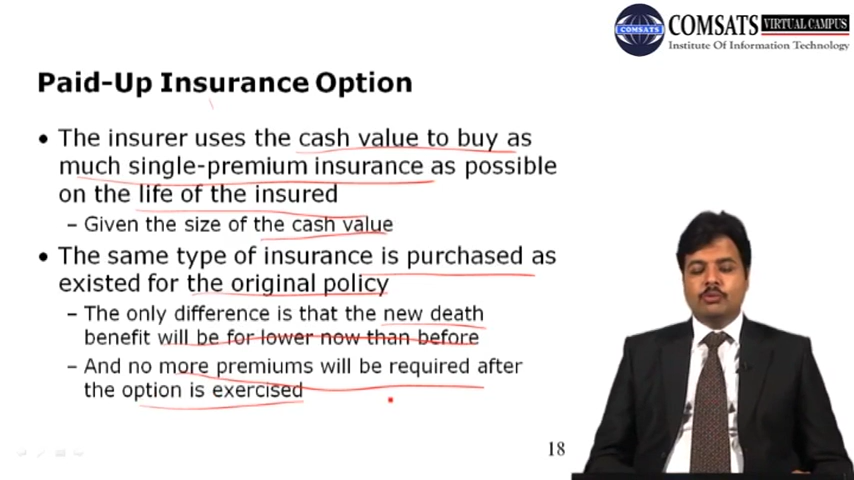 COMSATS VIRTUAL CAMPUS
COMSATS
Institute Of Information Technology
Paid-Up Insurance Option
• The insurer uses the cash value to buy as
much single-premium insurance as possible
on the life of the insured
– Given the size of the cash value
• The same type of insurance is purchased as
existed for the original policy
– The only difference is that the new death
benefit will be for lower now than before
– And no more premiums will be required after
the option is exercised
18